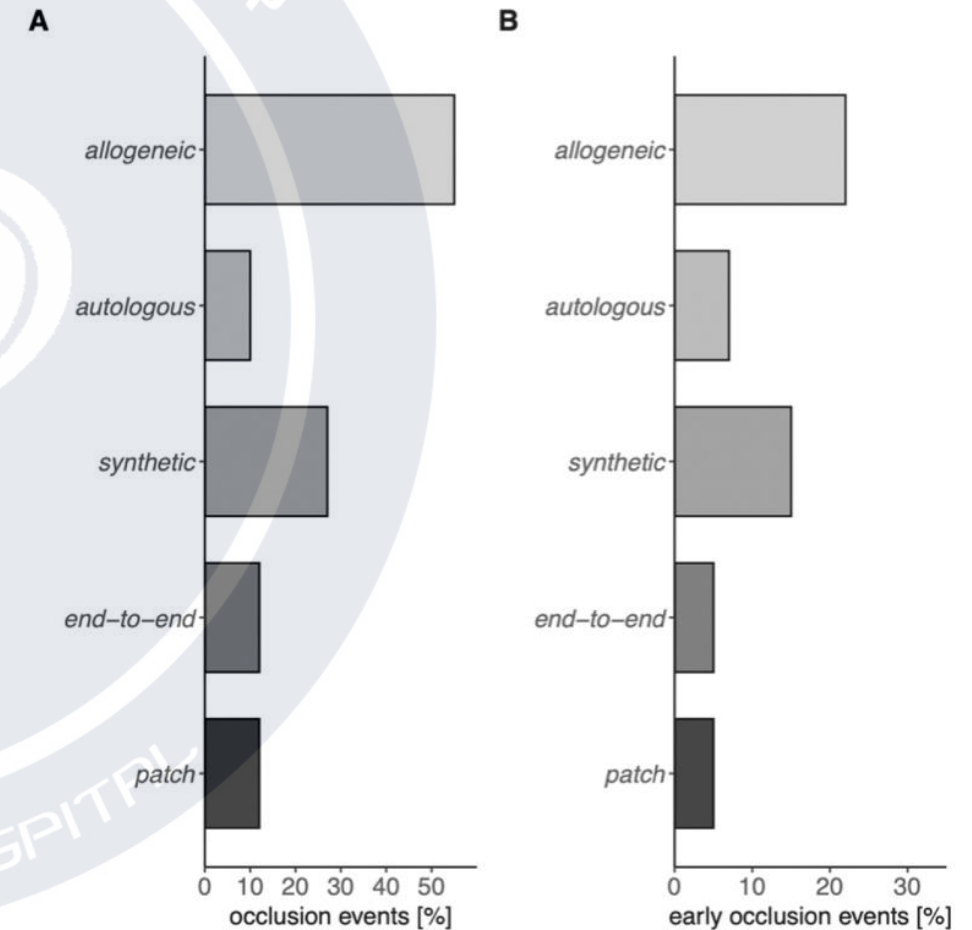 A
allogeneic
autologous
synthetic
end–to–end
patch
0 10 20 30 40 50
occlusion events [%]
B
allogeneic
autologous
synthetic
end–to–end
patch
0 10 20 30
early occlusion events [%]